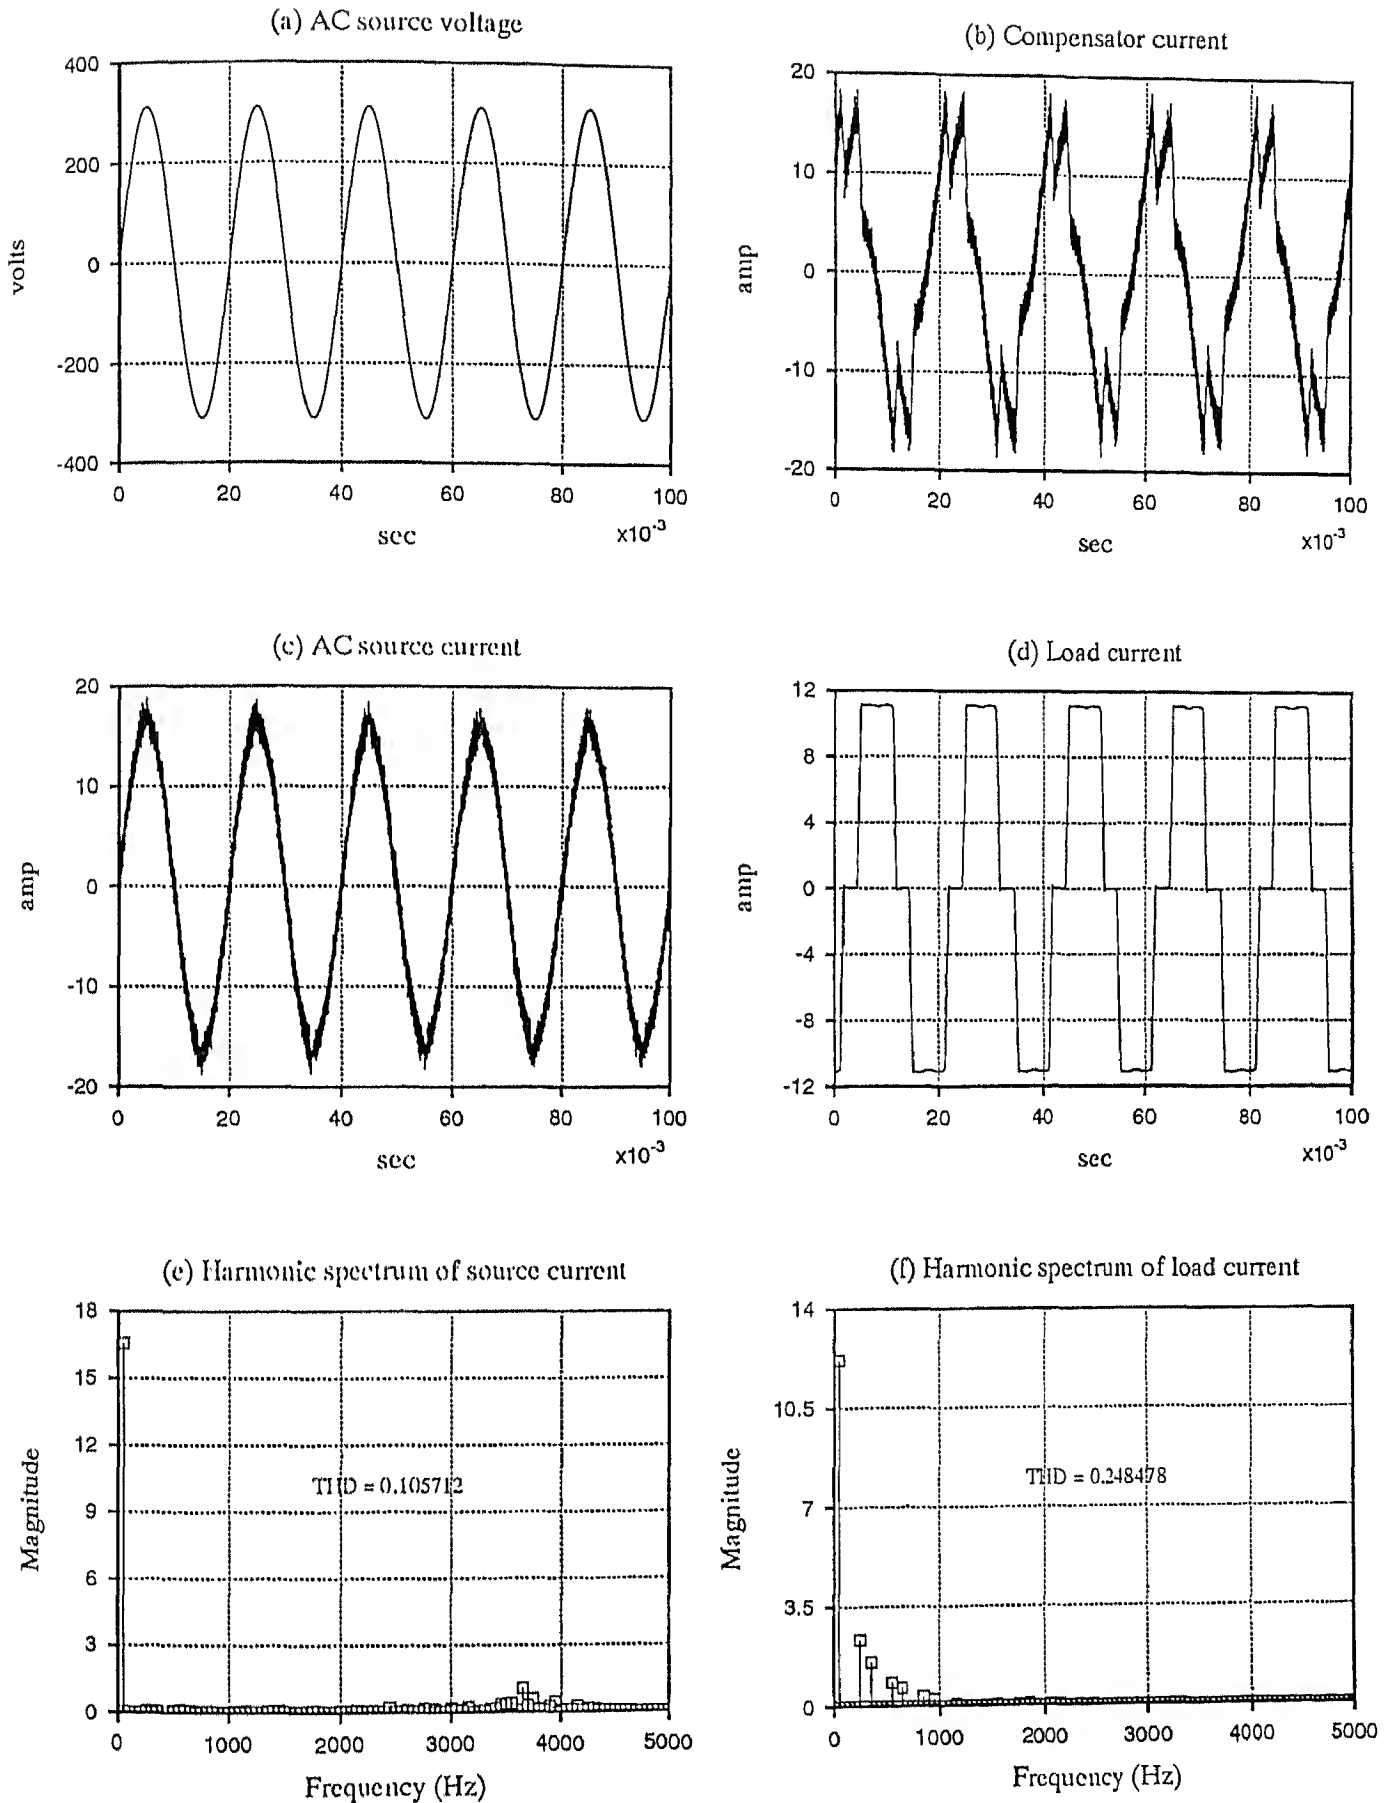 (a) AC source voltage
400
200
0
-200
-400
volts
0 20 40 60 80 100
x10-3
sec
(b) Compensator current
20
10
0
-10
-20
amp
0 20 40 60 80 100
x10-3
sec
(c) AC source current
20
10
0
-10
-20
amp
0 20 40 60 80 100
x10-3
sec
(d) Load current
12
8
4
0
-4
-8
-12
amp
0 20 40 60 80 100
x10-3
sec
(e) Harmonic spectrum of source current
18
15
12
9
6
3
0
Magnitude
THD = 0.105712
0 1000 2000 3000 4000 5000
Frequency (Hz)
(f) Harmonic spectrum of load current
14
10.5
7
3.5
0
Magnitude
THD = 0.248478
0 1000 2000 3000 4000 5000
Frequency (Hz)